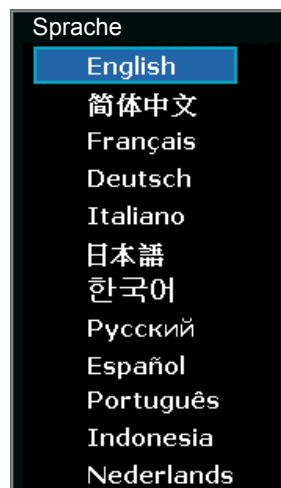 Sprache
English
简体中文
Français
Deutsch
Italiano
日本語
한국어
Русский
Español
Português
Indonesia
Nederlands